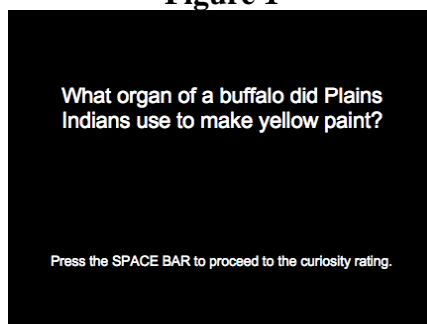 Figure 1
What organ of a buffalo did Plains
Indians use to make yellow paint?
Press the SPACE BAR to proceed to the curiosity rating.